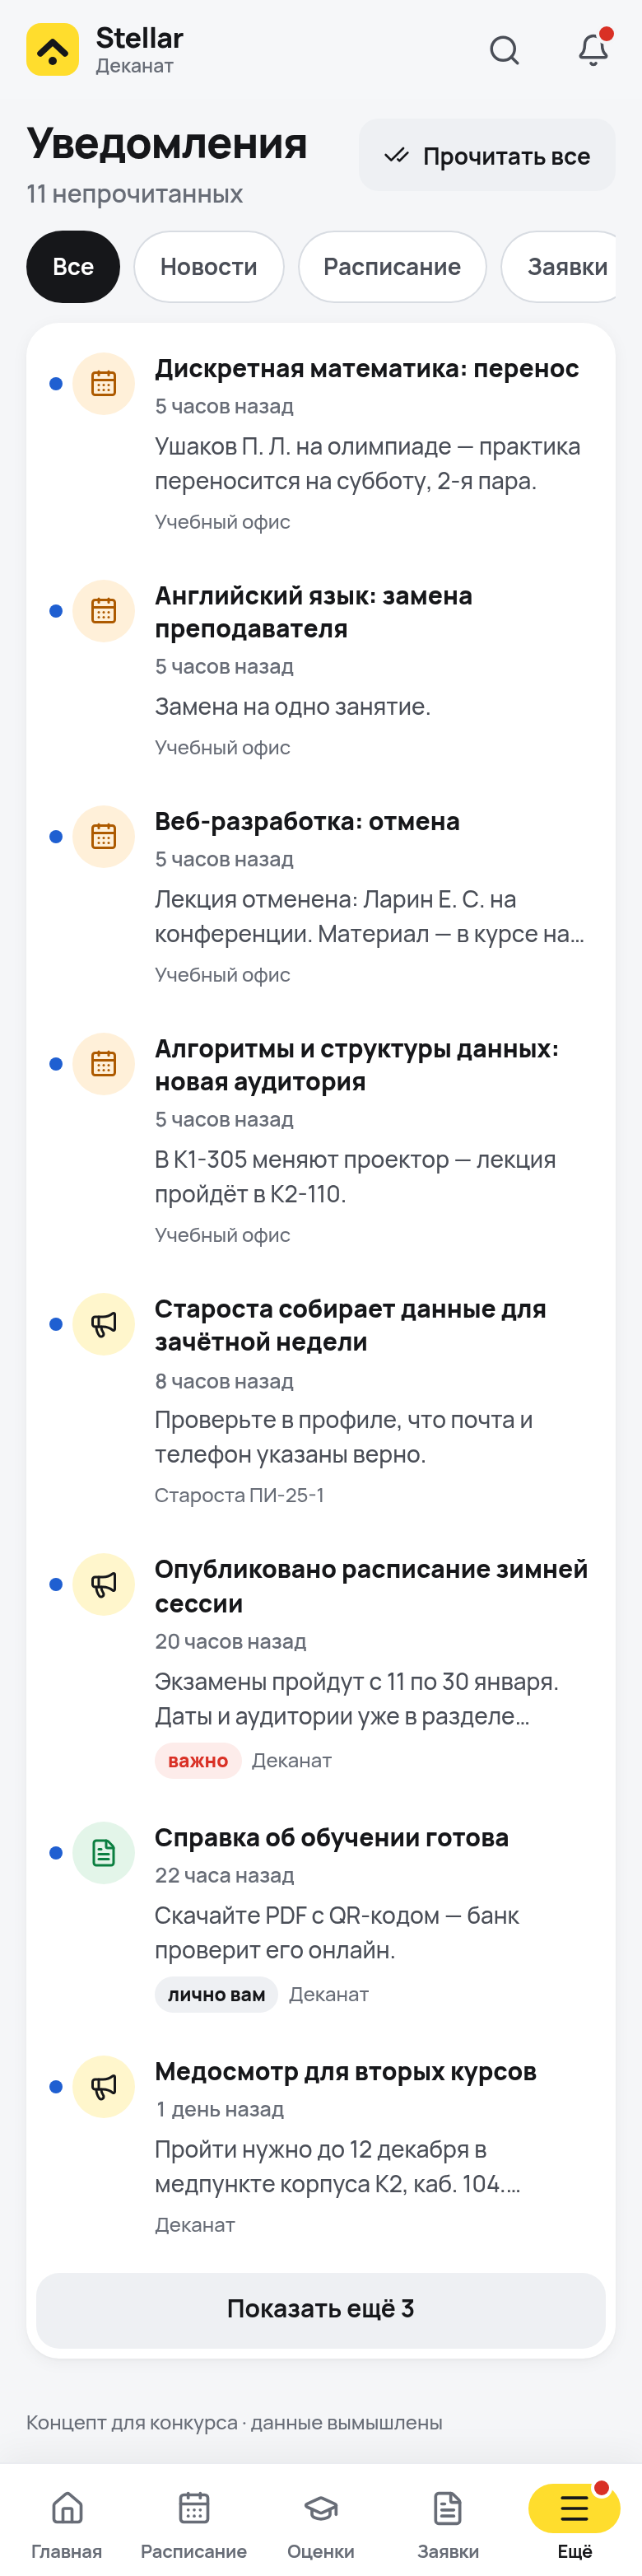 Stellar
Деканат
Уведомления
Прочитать все
11 непрочитанных
Все
Новости
Расписание
Заявки
Дискретная математика: перенос
5 часов назад
Ушаков П. Л. на олимпиаде — практика
переносится на субботу, 2-я пара.
Учебный офис
Английский язык: замена
преподавателя
5 часов назад
Замена на одно занятие.
Учебный офис
Веб-разработка: отмена
5 часов назад
Лекция отменена: Ларин Е. С. на
конференции. Материал — в курсе на...
Учебный офис
Алгоритмы и структуры данных:
новая аудитория
5 часов назад
В К1-305 меняют проектор — лекция
пройдёт в К2-110.
Учебный офис
Староста собирает данные для
зачётной недели
8 часов назад
Проверьте в профиле, что почта и
телефон указаны верно.
Староста ПИ-25-1
Опубликовано расписание зимней
сессии
20 часов назад
Экзамены пройдут с 11 по 30 января.
Даты и аудитории уже в разделе...
важно
Деканат
Справка об обучении готова
22 часа назад
Скачайте PDF с QR-кодом — банк
проверит его онлайн.
лично вам
Деканат
Медосмотр для вторых курсов
1 день назад
Пройти нужно до 12 декабря в
медпункте корпуса К2, каб. 104....
Деканат
Показать ещё 3
Концепт для конкурса · данные вымышлены
Главная
Расписание
Оценки
Заявки
Ещё